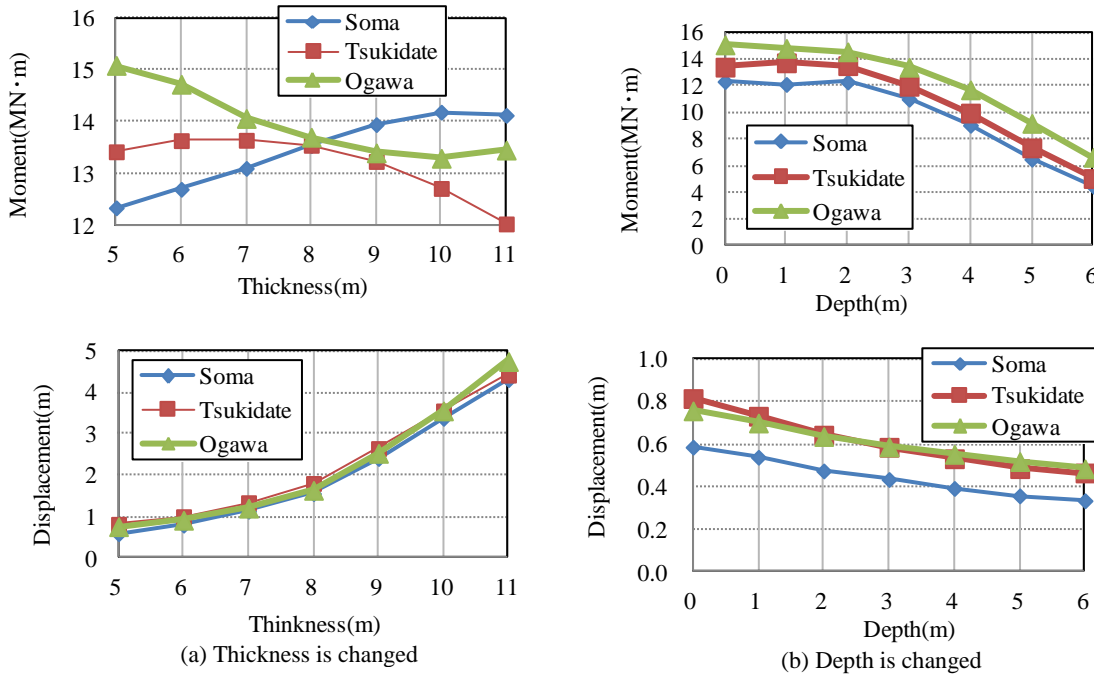 16
15
14
13
12
Moment(MN・m)
Soma
Tsukidate
Ogawa
5 6 7 8 9 10 11
Thickness(m)
16
14
12
10
8
6
4
2
0
Moment(MN・m)
Soma
Tsukidate
Ogawa
0 1 2 3 4 5 6
Depth(m)
5
4
3
2
1
0
Displacement(m)
Soma
Tsukidate
Ogawa
5 6 7 8 9 10 11
Thinkness(m)
(a) Thickness is changed
1.0
0.8
0.6
0.4
0.2
0.0
Displacement(m)
Soma
Tsukidate
Ogawa
0 1 2 3 4 5 6
Depth(m)
(b) Depth is changed